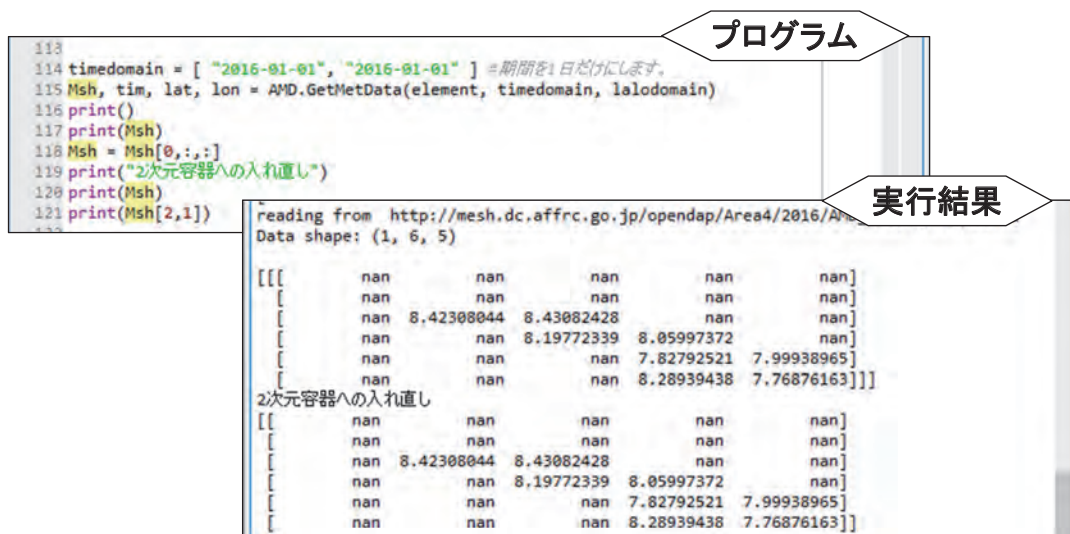 プログラム
113
114 timedomain = [ "2016-01-01", "2016-01-01" ] #期間を1日だけにします。
115 Msh, tim, lat, lon = AMD.GetMetData(element, timedomain, lalodomain)
116 print()
117 print(Msh)
118 Msh = Msh[0,:,:]
119 print("2次元容器への入れ直し")
120 print(Msh)
121 print(Msh[2,1])
実行結果
reading from http://mesh.dc.affrc.go.jp/opendap/Area4/2016/
Data shape: (1, 6, 5)
[[[ nan nan nan nan nan]
[ nan nan nan nan nan]
[ nan 8.42308044 8.43082428 nan nan]
[ nan nan 8.19772339 8.05997372 nan]
[ nan nan nan 7.82792521 7.99938965]
[ nan nan nan 8.28939438 7.76876163]]]
2次元容器への入れ直し
[[ nan nan nan nan nan]
[ nan nan nan nan nan]
[ nan 8.42308044 8.43082428 nan nan]
[ nan nan 8.19772339 8.05997372 nan]
[ nan nan nan 7.82792521 7.99938965]
[ nan nan nan 8.28939438 7.76876163]]